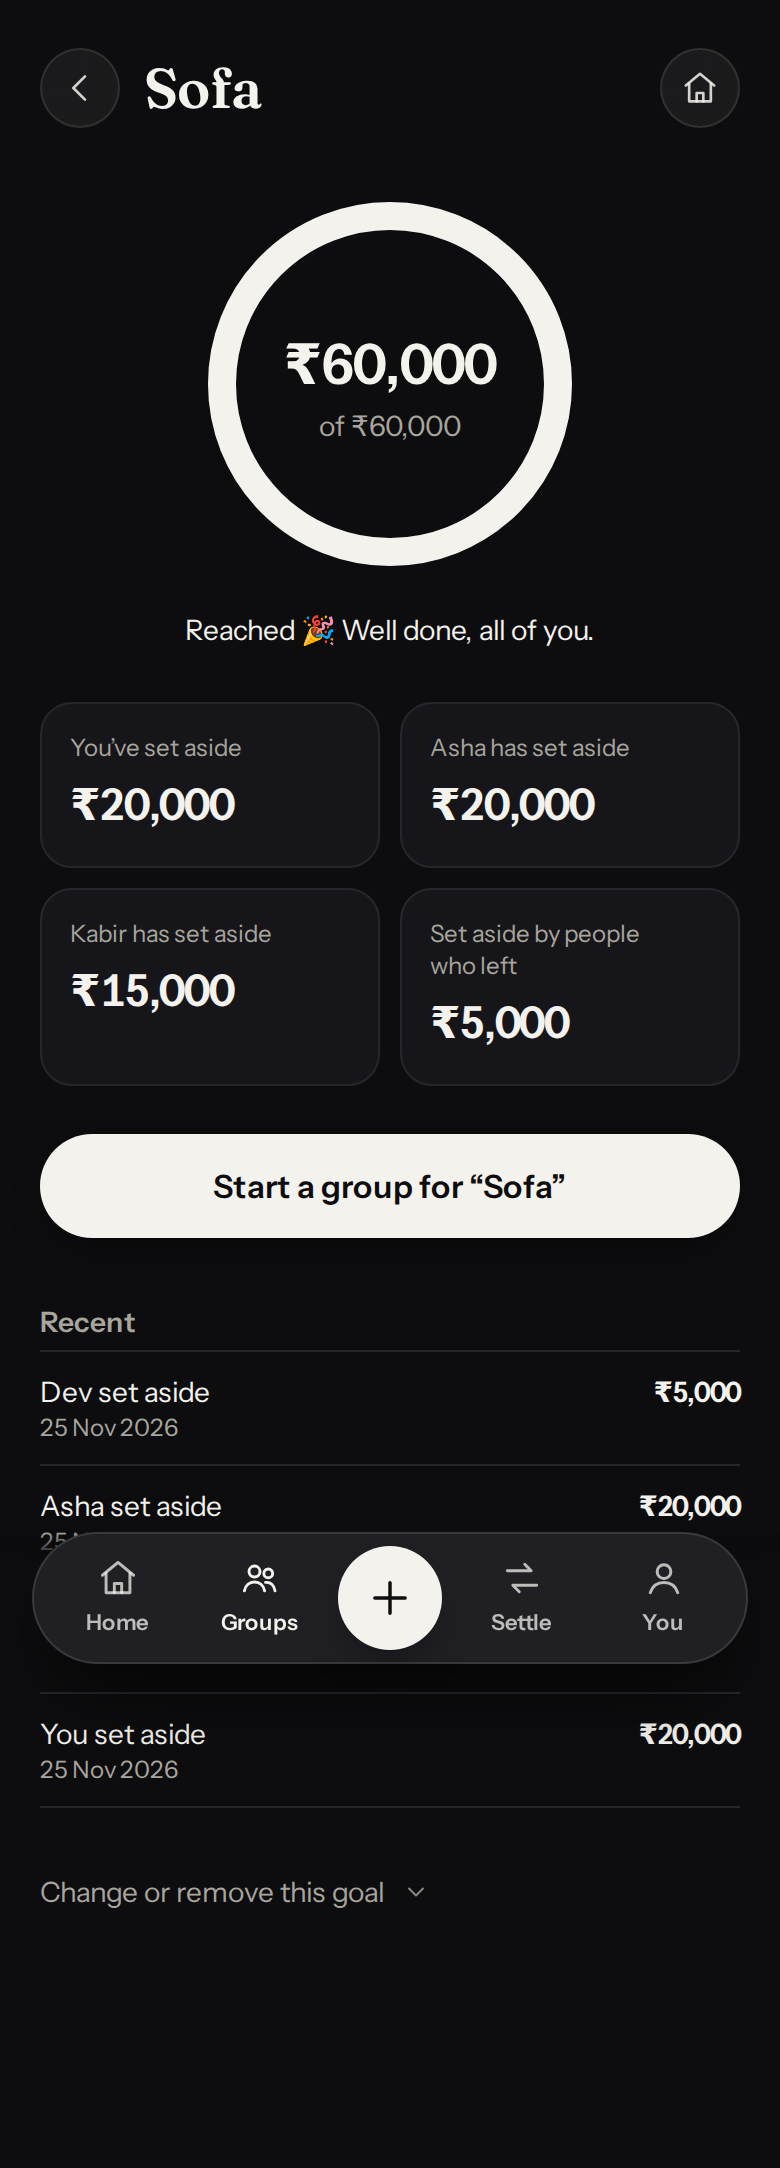 Sofa
₹60,000
of ₹60,000
Reached 🎉 Well done, all of you.
You’ve set aside
₹20,000
Asha has set aside
₹20,000
Kabir has set aside
₹15,000
Set aside by people
who left
₹5,000
Start a group for “Sofa”
Recent
Dev set aside
₹5,000
25 Nov 2026
Asha set aside
₹20,000
25
Home
Groups
Settle
You
You set aside
₹20,000
25 Nov 2026
Change or remove this goal